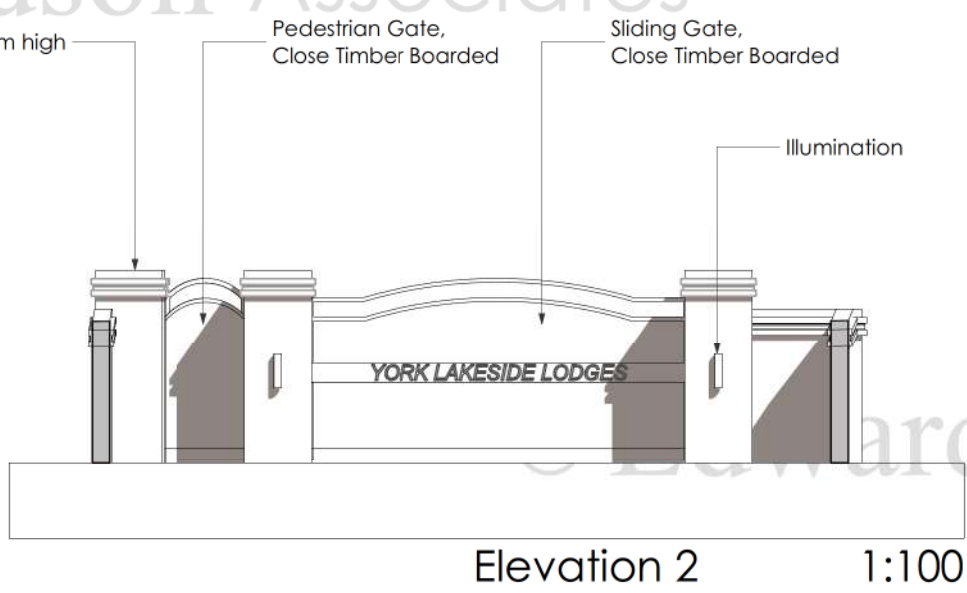 Associates
high
Pedestrian Gate,
Close Timber Boarded
Sliding Gate,
Close Timber Boarded
Illumination
YORK LAKESIDE LODGES
©
Elevation 2
1:100